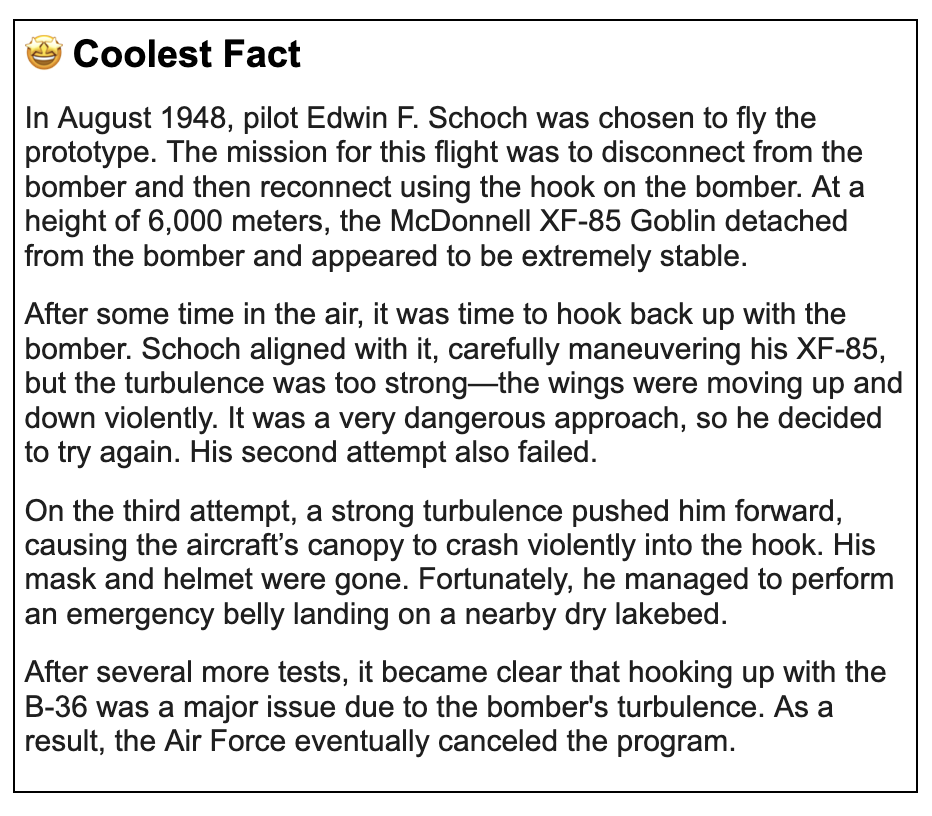 🤩 Coolest Fact
In August 1948, pilot Edwin F. Schoch was chosen to fly the
prototype. The mission for this flight was to disconnect from the
bomber and then reconnect using the hook on the bomber. At a
height of 6,000 meters, the McDonnell XF-85 Goblin detached
from the bomber and appeared to be extremely stable.
After some time in the air, it was time to hook back up with the
bomber. Schoch aligned with it, carefully maneuvering his XF-85,
but the turbulence was too strong—the wings were moving up and
down violently. It was a very dangerous approach, so he decided
to try again. His second attempt also failed.
On the third attempt, a strong turbulence pushed him forward,
causing the aircraft’s canopy to crash violently into the hook. His
mask and helmet were gone. Fortunately, he managed to perform
an emergency belly landing on a nearby dry lakebed.
After several more tests, it became clear that hooking up with the
B-36 was a major issue due to the bomber's turbulence. As a
result, the Air Force eventually canceled the program.